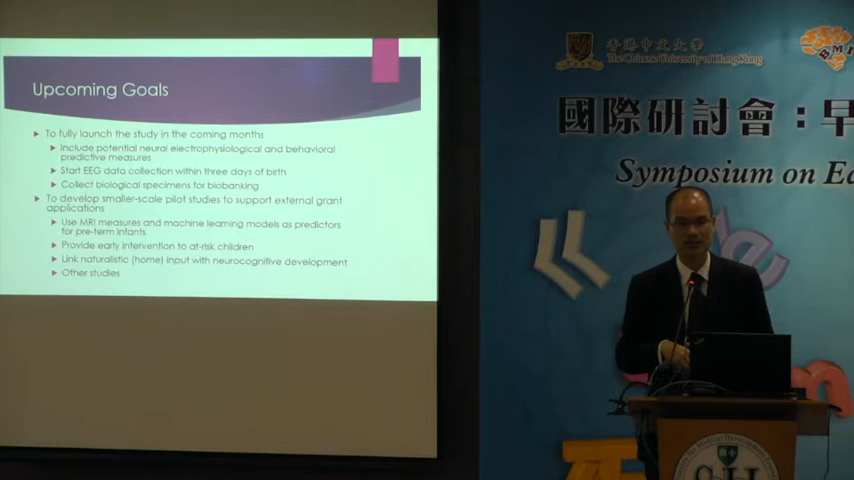 Upcoming Goals
To fully launch the study in the coming months
Include potential neural electrophysiological and behavioral
predictive measures
Start EEG data collection within three days of birth
Collect biological specimens for biobanking
To develop smaller-scale pilot studies to support external grant
applications
Use MRI measures and machine learning models as predictors
for pre-term infants
Provide early intervention to at-risk children
Link naturalistic (home) input with neurocognitive development
Other studies
香港中文大學
The Chinese University of Hong Kong
BMI
國際研討會：早
Symposium on Ea